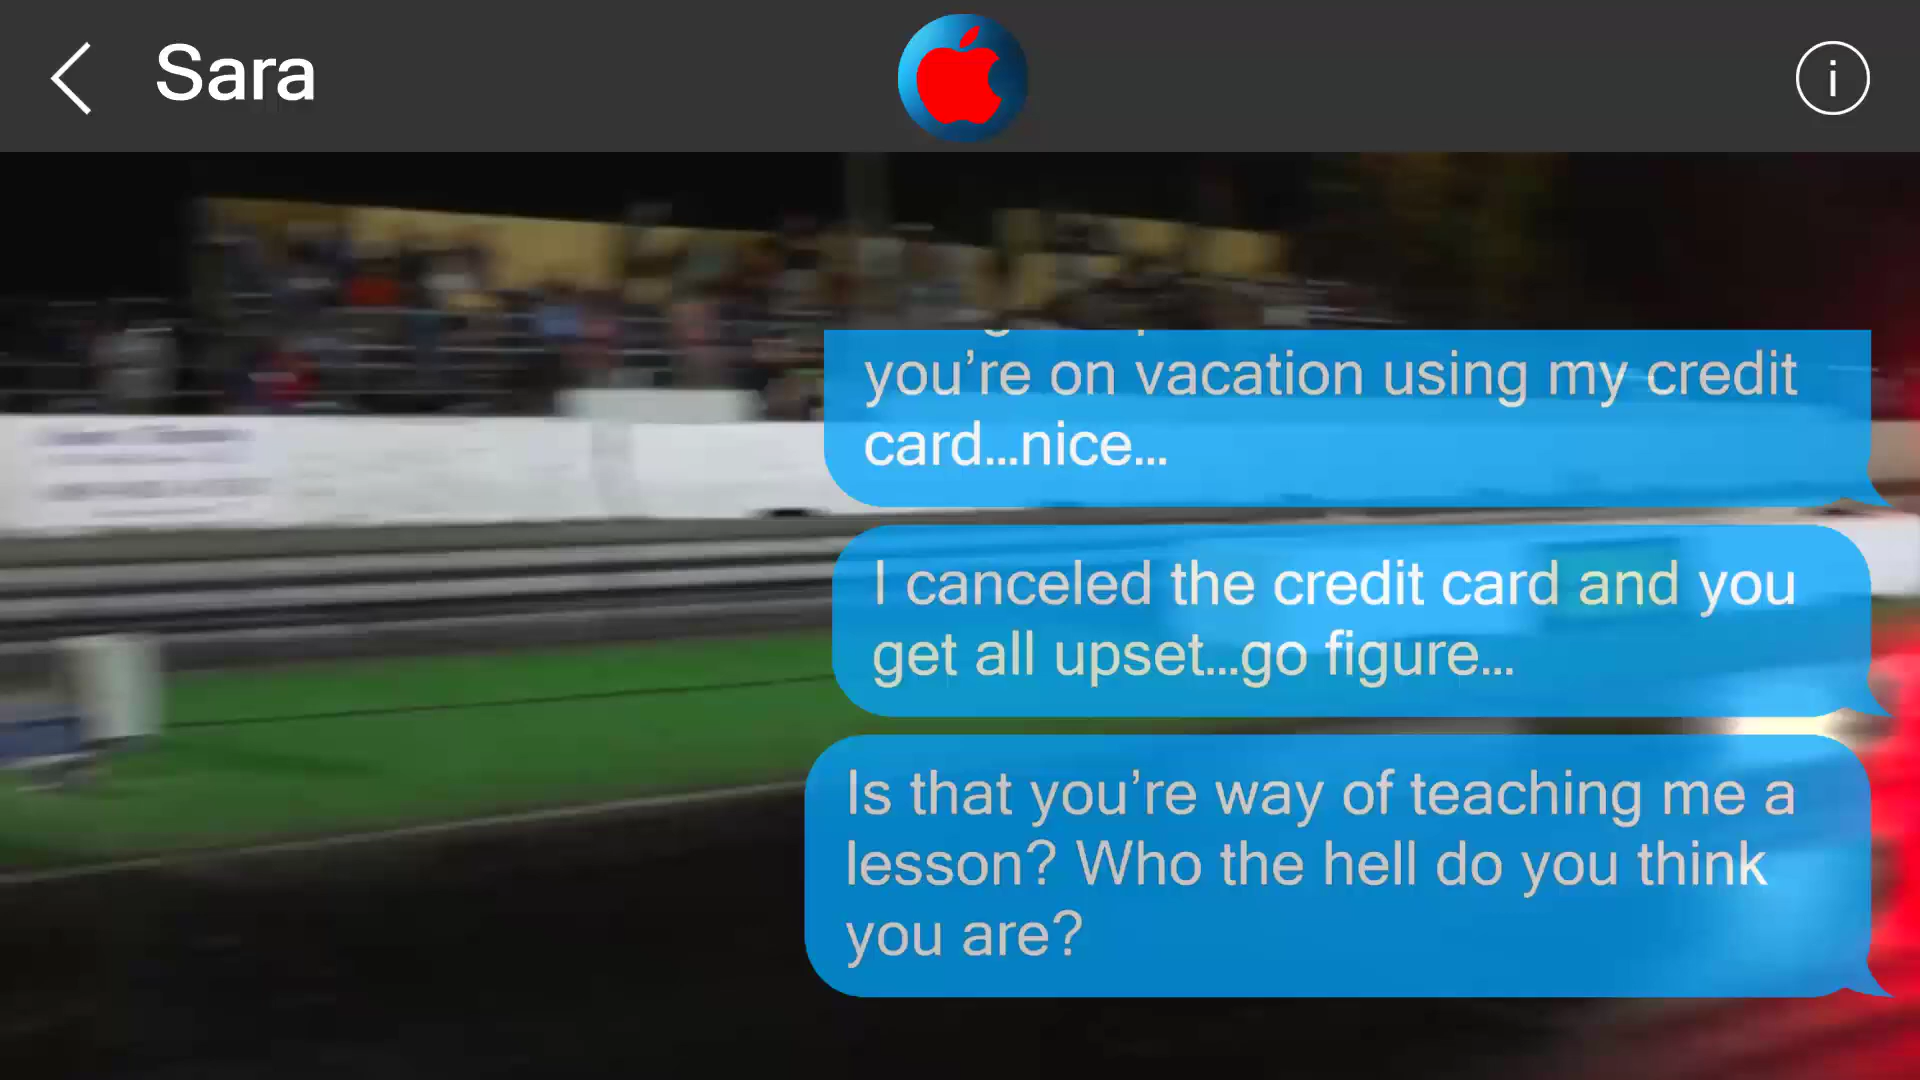 Sara
i
you’re on vacation using my credit
card...nice...
I canceled the credit card and you
get all upset...go figure...
Is that you’re way of teaching me a
lesson? Who the hell do you think
you are?